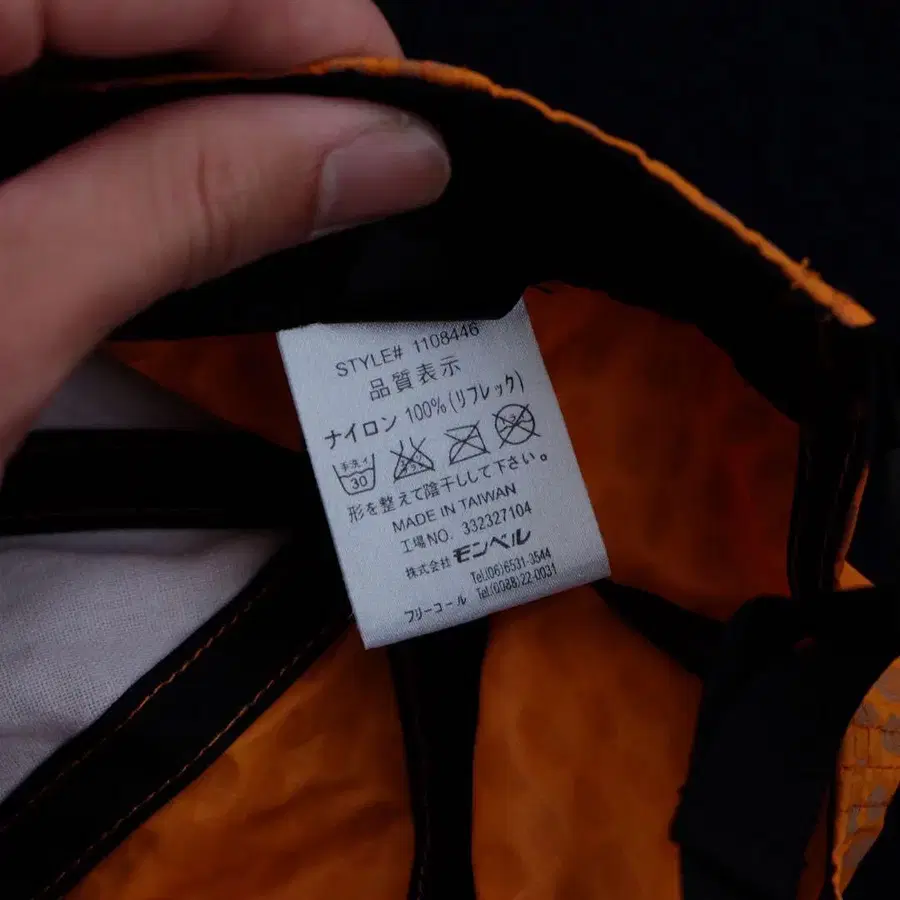 STYLE# 1108446
品質表示
ナイロン 100%(リフレック)
手洗イ
30
形を整えて陰干しして下さい。
MADE IN TAIWAN
工場NO. 332327104
株式会社 モンベル
Tel.(06)6531-3544
フリーコール Tel.(0088)22-0031